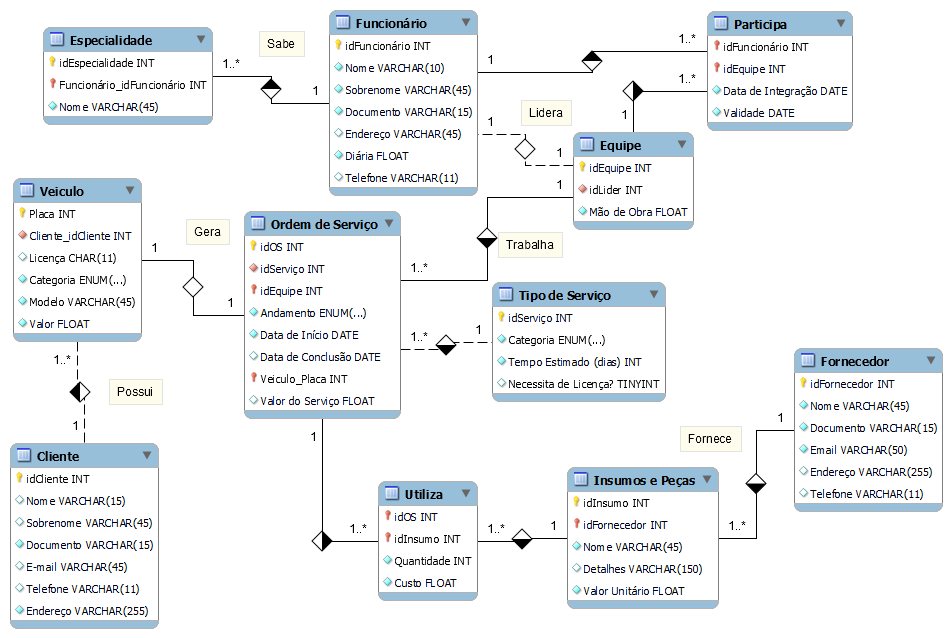 Especialidade
idEspecialidade INT
Funcionário_idFuncionário INT
Nome VARCHAR(45)
1..*
Sabe
1
Funcionário
idFuncionário INT
Nome VARCHAR(10)
Sobrenome VARCHAR(45)
Documento VARCHAR(15)
Endereço VARCHAR(45)
Diária FLOAT
Telefone VARCHAR(11)
1
1..*
Participa
idFuncionário INT
idEquipe INT
Data de Integração DATE
Validade DATE
1..*
1
1
Lidera
1
Equipe
idEquipe INT
idLider INT
Mão de Obra FLOAT
1
Trabalha
1..*
Veiculo
Placa INT
Cliente_idCliente INT
Licença CHAR(11)
Categoria ENUM(...)
Modelo VARCHAR(45)
Valor FLOAT
1
Gera
1
Ordem de Serviço
idOS INT
idServiço INT
idEquipe INT
Andamento ENUM(...)
Data de Início DATE
Data de Conclusão DATE
Veiculo_Placa INT
Valor do Serviço FLOAT
1..*
1
Tipo de Serviço
idServiço INT
Categoria ENUM(...)
Tempo Estimado (dias) INT
Necessita de Licença? TINYINT
1..*
Possui
1
Cliente
idCliente INT
Nome VARCHAR(15)
Sobrenome VARCHAR(45)
Documento VARCHAR(15)
E-mail VARCHAR(45)
Telefone VARCHAR(11)
Endereço VARCHAR(255)
1
1..*
Utiliza
idOS INT
idInsumo INT
Quantidade INT
Custo FLOAT
1..*
1
Insumos e Peças
idInsumo INT
idFornecedor INT
Nome VARCHAR(45)
Detalhes VARCHAR(150)
Valor Unitário FLOAT
1..*
Fornece
1
Fornecedor
idFornecedor INT
Nome VARCHAR(45)
Documento VARCHAR(15)
Email VARCHAR(50)
Endereço VARCHAR(255)
Telefone VARCHAR(11)